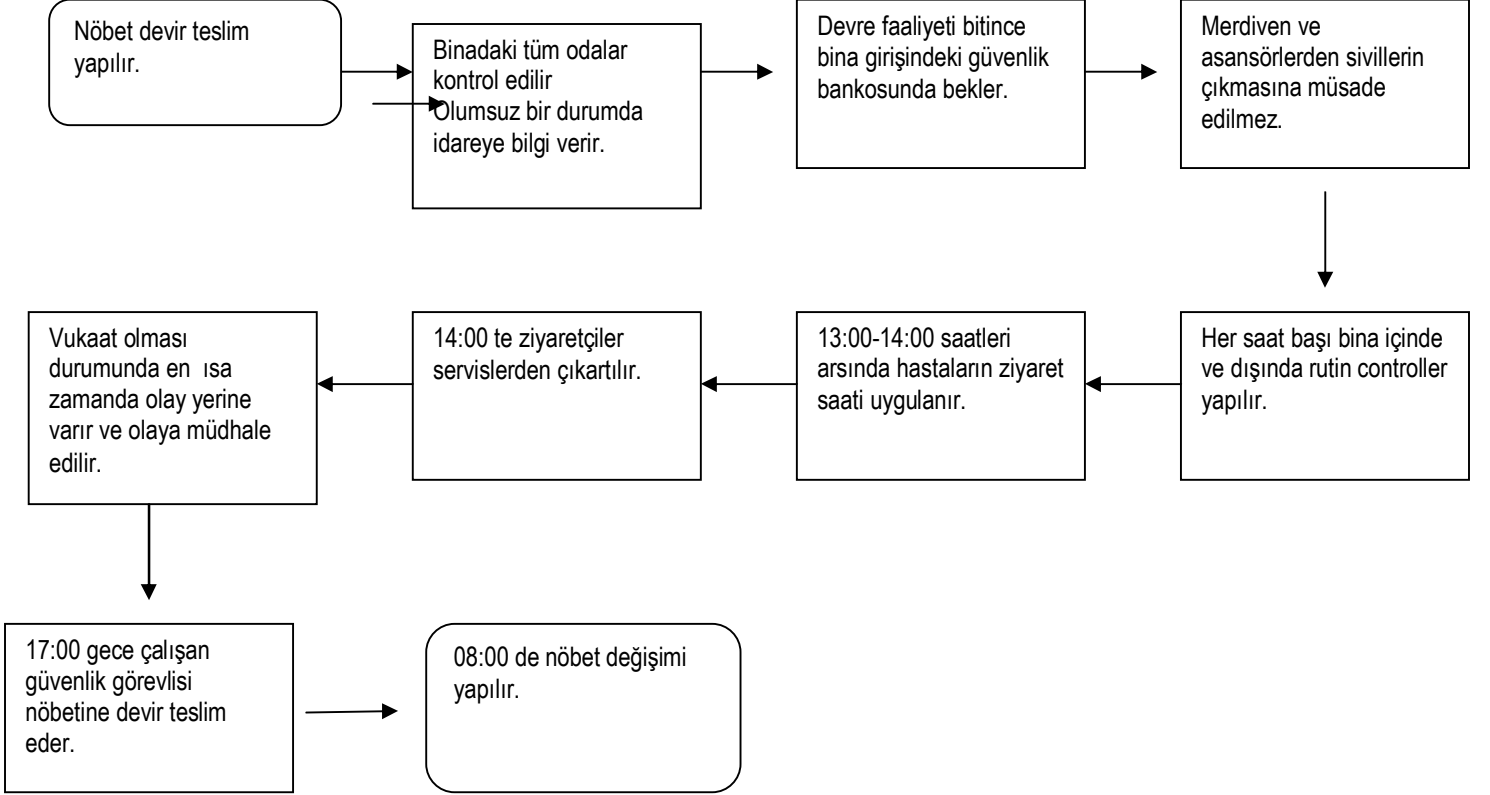 Nöbet devir teslim
yapılır.
Binadaki tüm odalar
kontrol edilir
Olumsuz bir durumda
idareye bilgi verir.
Devre faaliyeti bitince
bina girişindeki güvenlik
bankosunda bekler.
Merdiven ve
asansörlerden sivillerin
çıkmasına müsade
edilmez.
Her saat başı bina içinde
ve dışında rutin controller
yapılır.
13:00-14:00 saatleri
arsında hastaların ziyaret
saati uygulanır.
14:00 te ziyaretçiler
servislerden çıkartılır.
Vukaat olması
durumunda en ısa
zamanda olay yerine
varır ve olaya müdhale
edilir.
17:00 gece çalışan
güvenlik görevlisi
nöbetine devir teslim
eder.
08:00 de nöbet değişimi
yapılır.